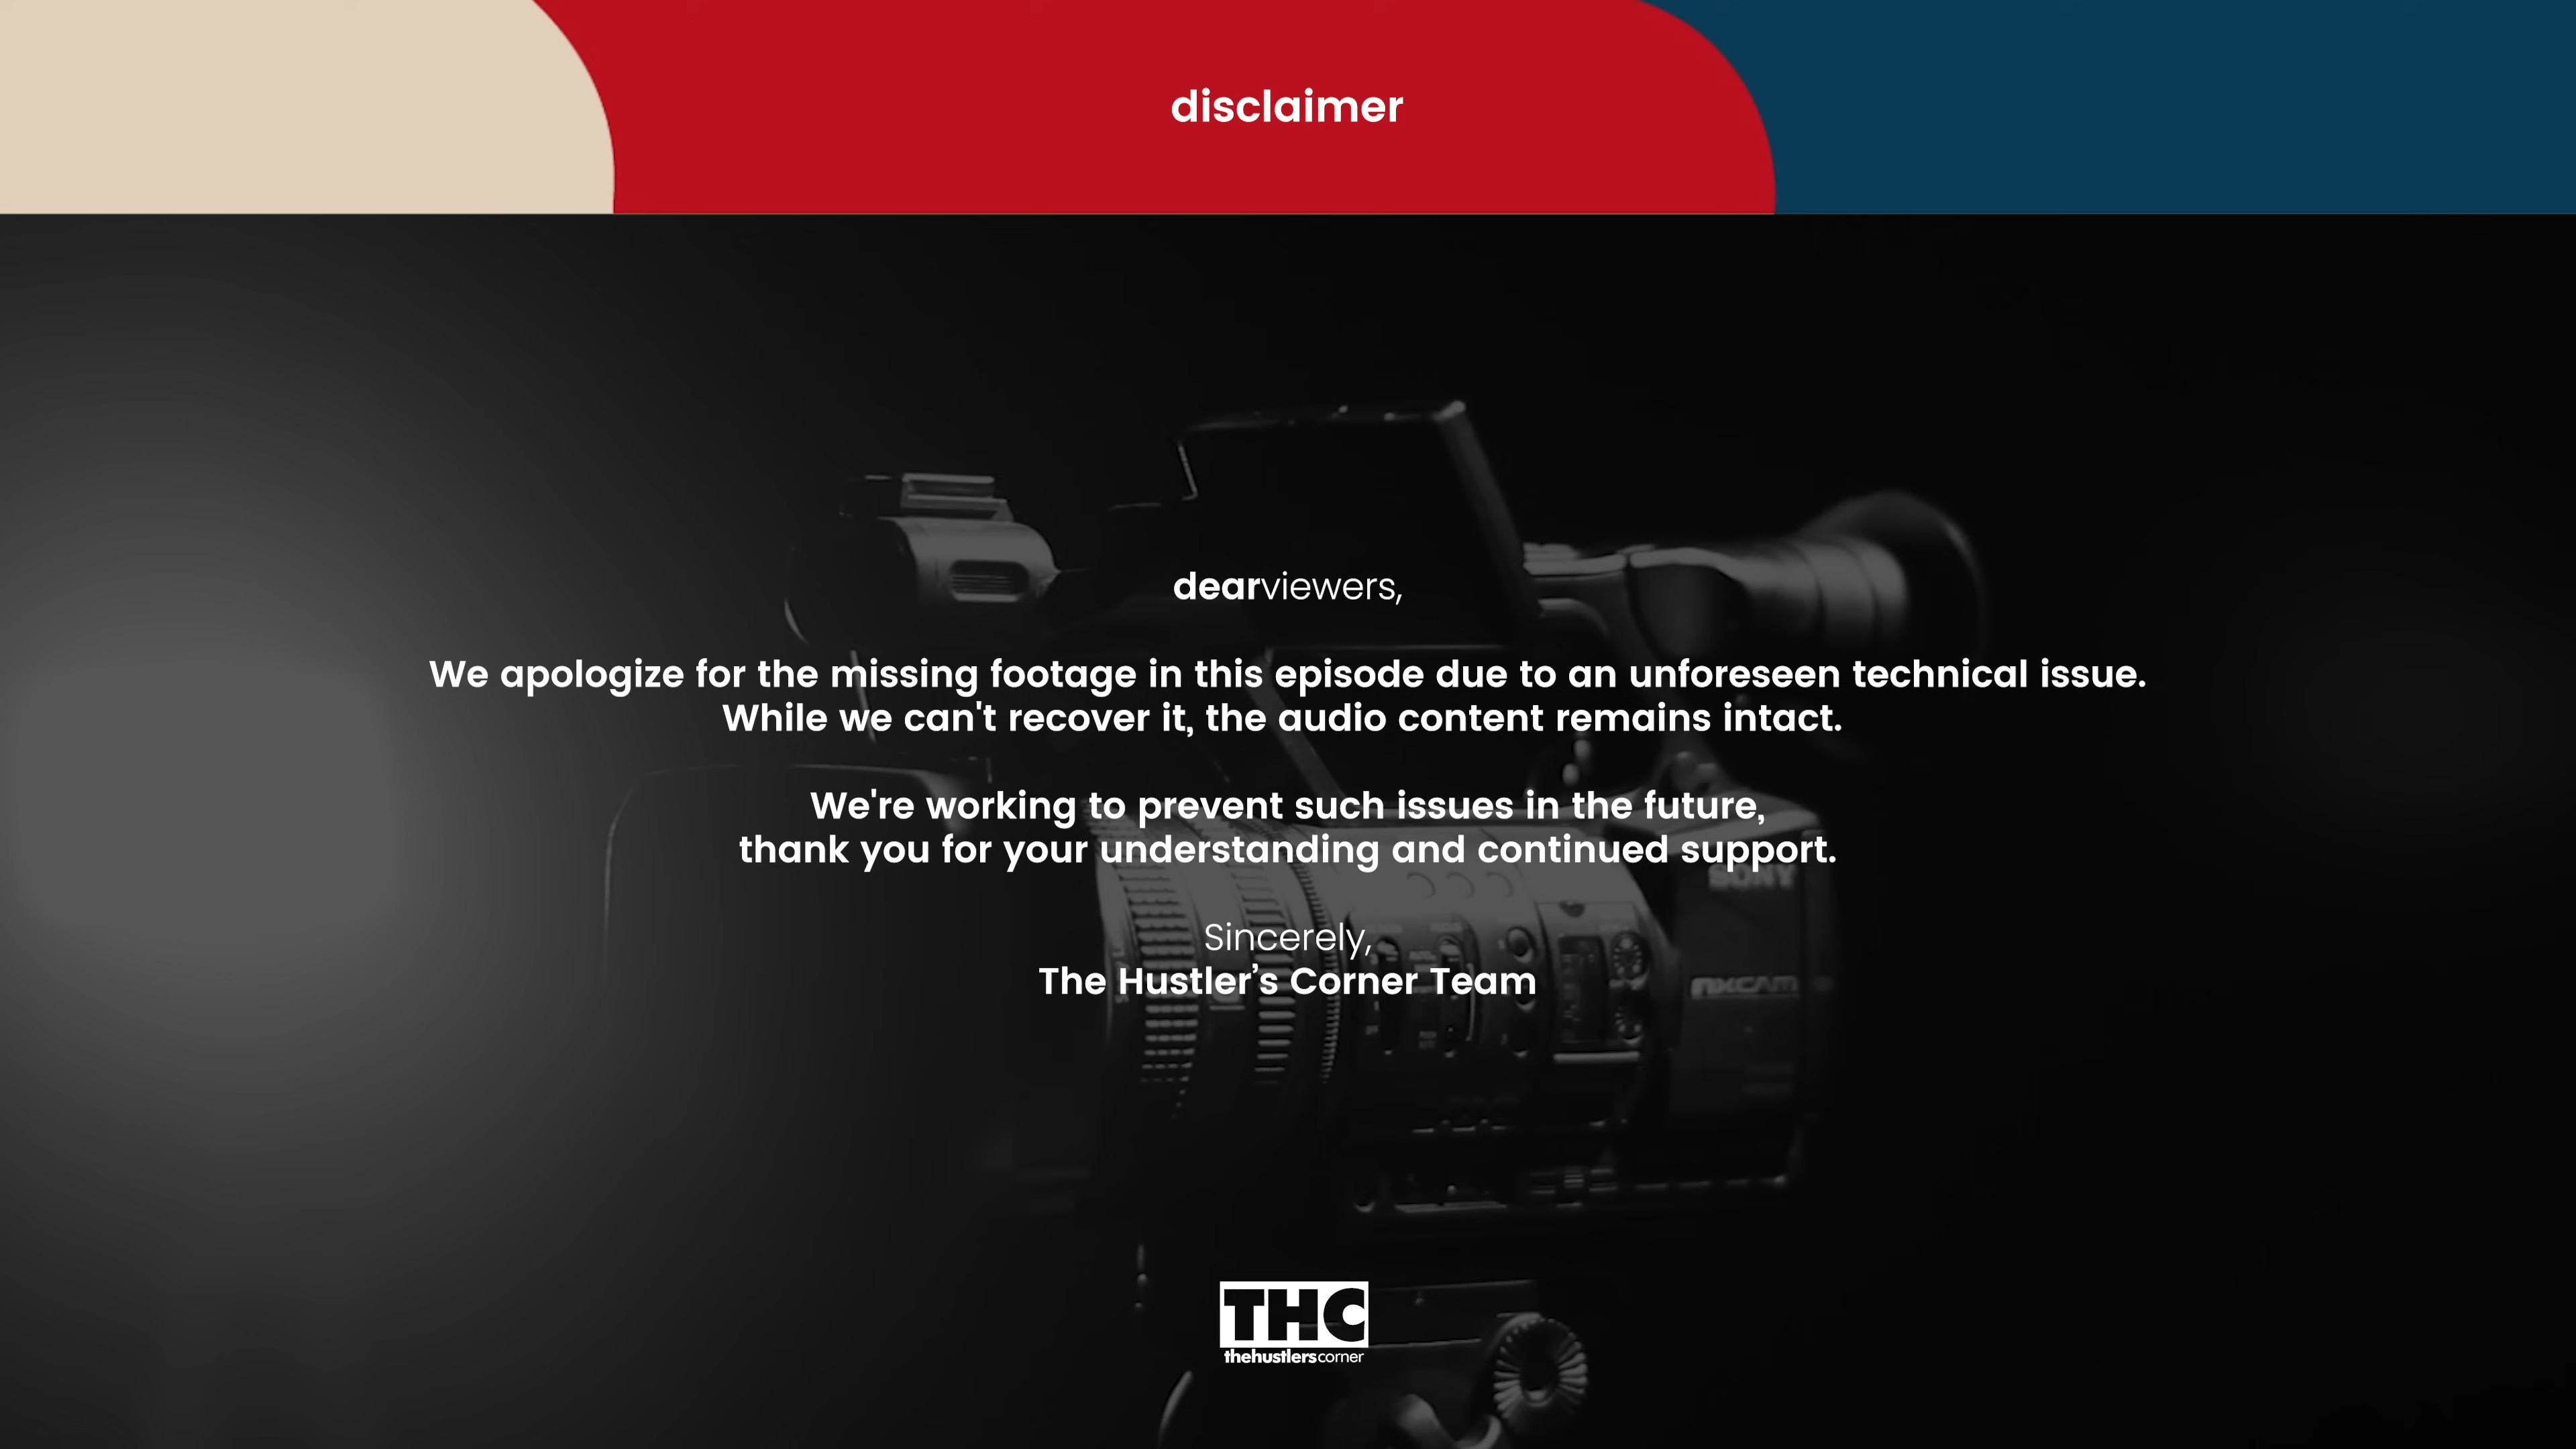 disclaimer
dearviewers,
We apologize for the missing footage in this episode due to an unforeseen technical issue.
While we can't recover it, the audio content remains intact.
We're working to prevent such issues in the future,
thank you for your understanding and continued support.
SONY
Sincerely,
The Hustler’s Corner Team
NXCAM
THC
thehustlerscorner